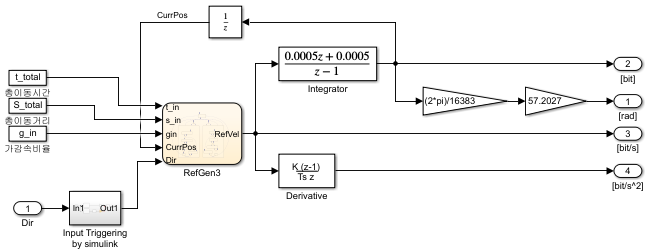 CurrPos
1
z
t_total
총이동시간
S_total
총이동거리
g_in
가감속비율
t_in
s_in
gin
CurrPos
Dir
RefVel
RefGen3
0.0005z + 0.0005
z − 1
Integrator
2
[bit]
(2*pi)/16383
57.2027
1
[rad]
3
[bit/s]
K (z-1)
Ts z
Derivative
4
[bit/s^2]
1
Dir
In1
Out1
Input Triggering
by simulink